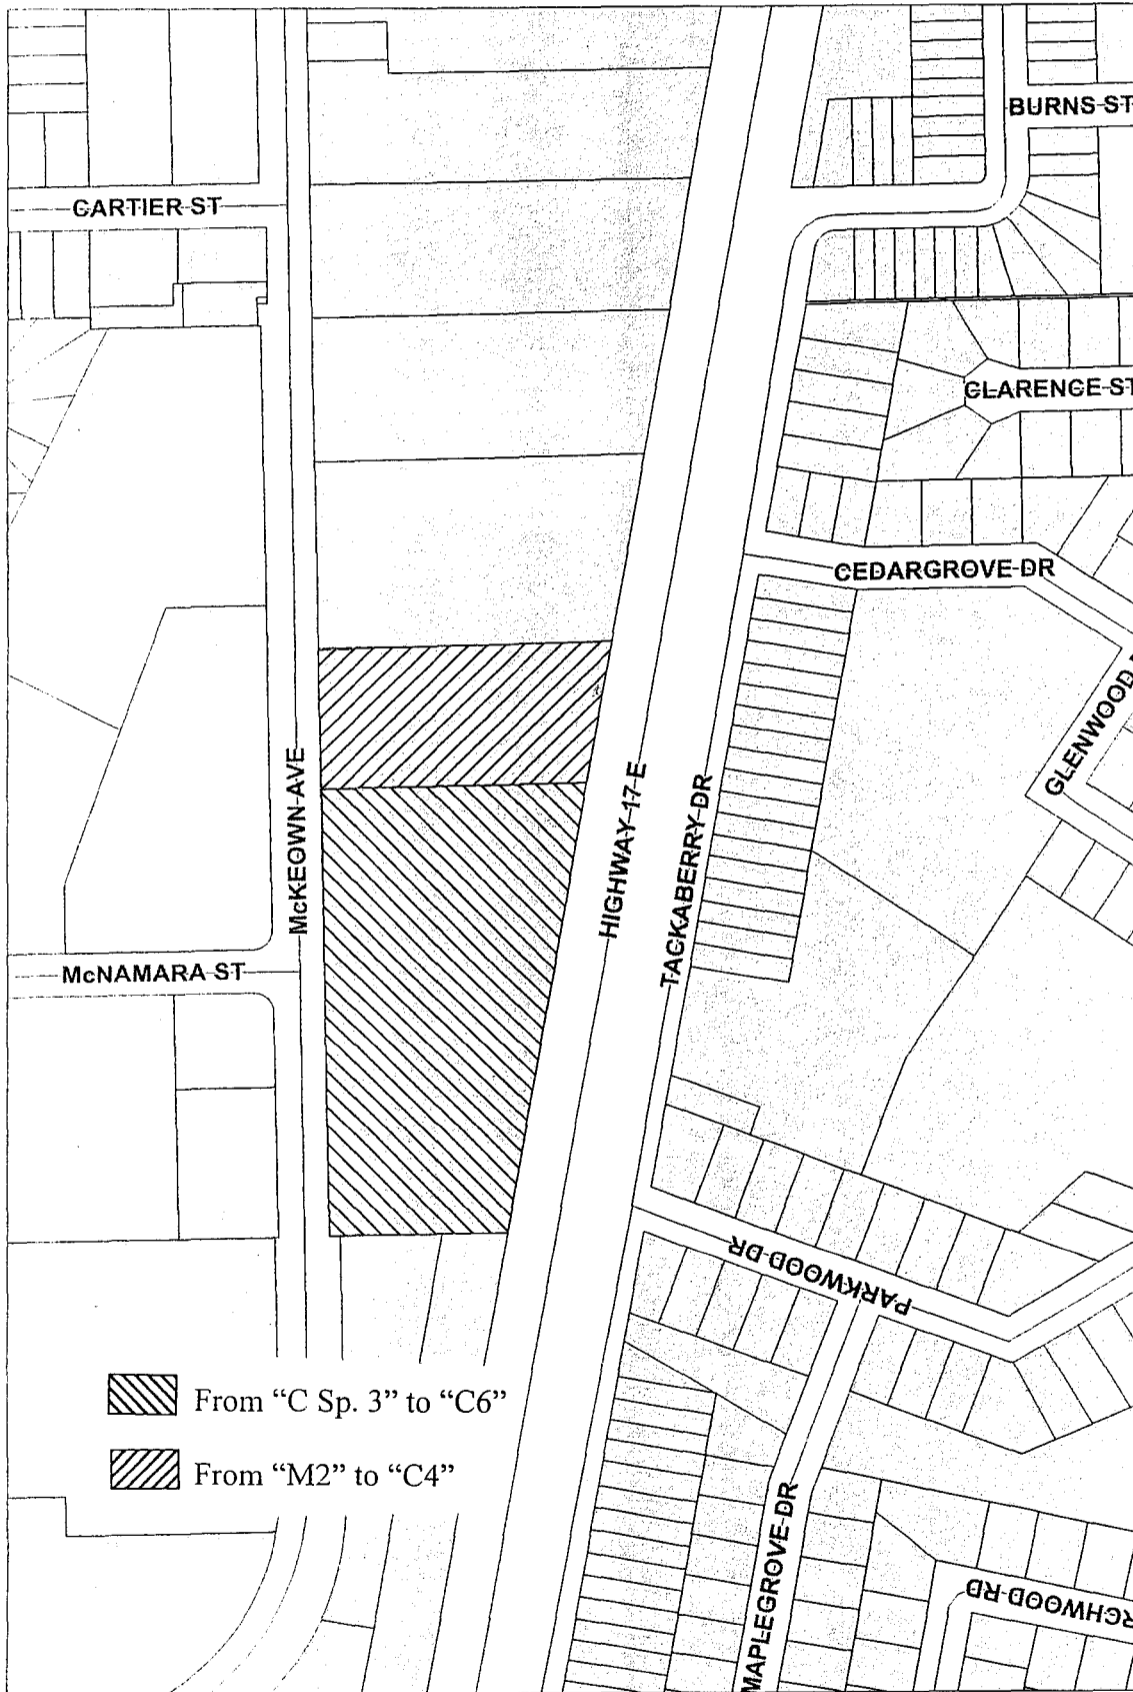 BURNS ST
CARTIER ST
CLARENCE ST
CEDARGROVE DR
GLENWOOD
McKEOWN AVE
HIGHWAY 17 E
TACKABERRY DR
McNAMARA ST
PARKWOOD DR
From “C Sp. 3” to “C6”
From “M2” to “C4”
MAPLEGROVE DR
RCHWOOD RD